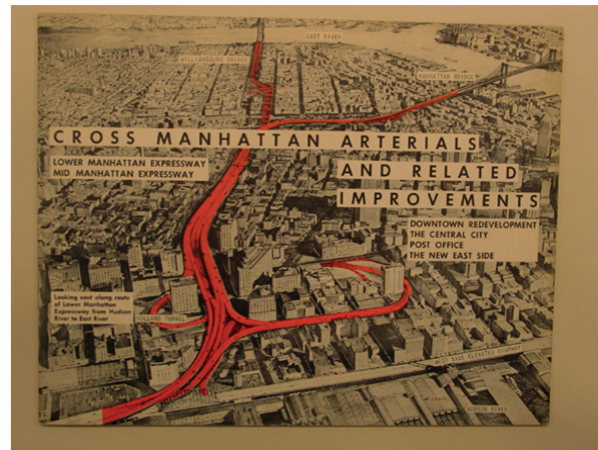 EAST RIVER
WILLIAMSBURG BRIDGE
MANHATTAN BRIDGE
CROSS MANHATTAN ARTERIALS
AND RELATED
IMPROVEMENTS
LOWER MANHATTAN EXPRESSWAY
MID MANHATTAN EXPRESSWAY
DOWNTOWN REDEVELOPMENT
THE CENTRAL CITY
POST OFFICE
THE NEW EAST SIDE
Looking east along route
of Lower Manhattan
Expressway from Hudson
River to East River
HOLLAND TUNNEL
WEST SIDE ELEVATED HIGHWAY
HUDSON RIVER